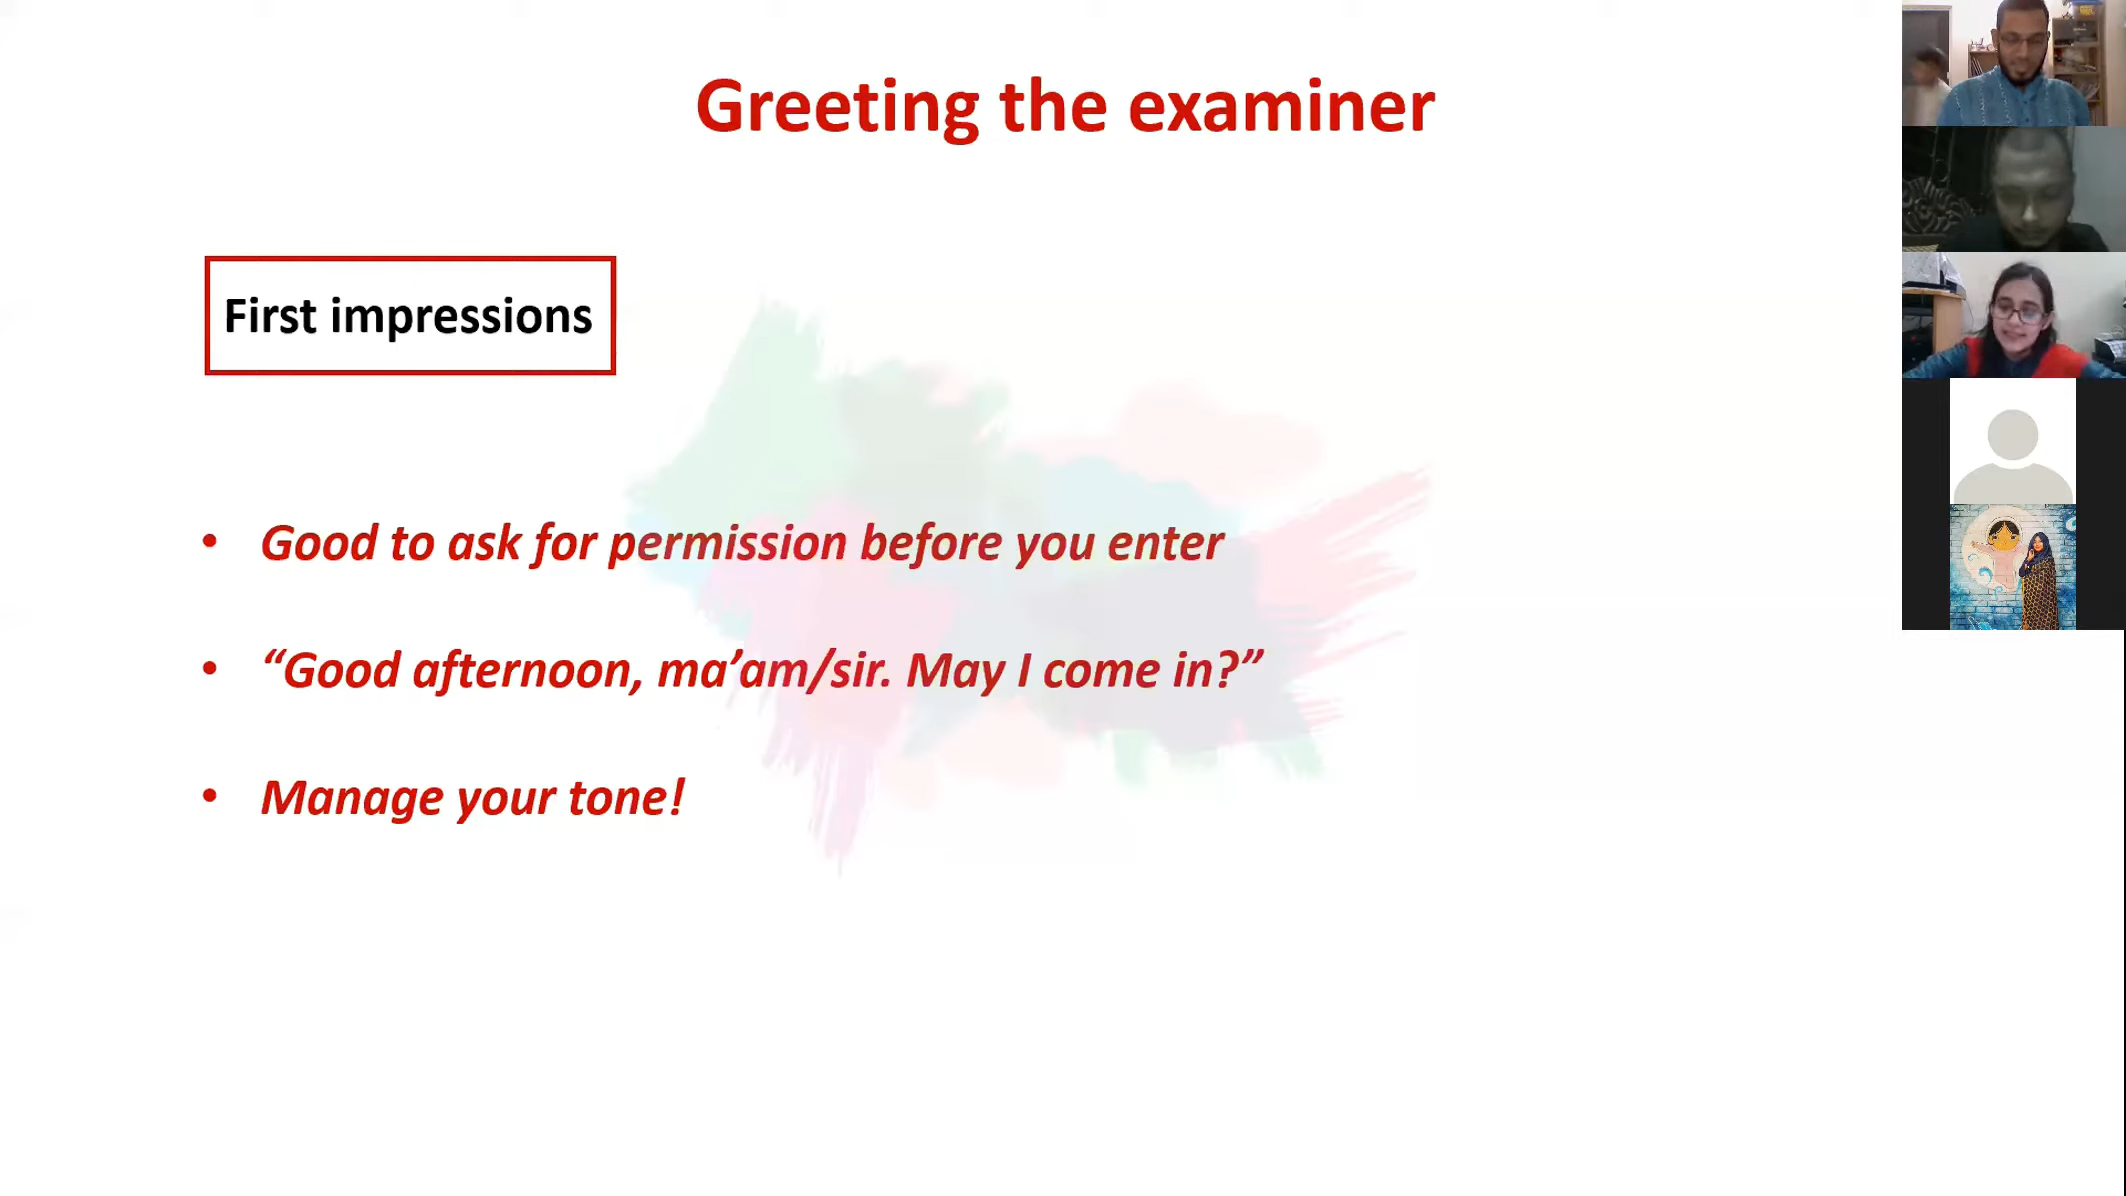 Greeting the examiner
First impressions
• Good to ask for permission before you enter
• “Good afternoon, ma’am/sir. May I come in?”
• Manage your tone!